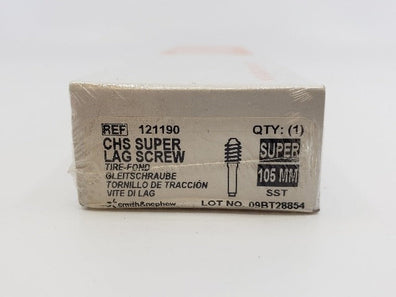 REF 121190 QTY: (1)
CHS SUPER SUPER
LAG SCREW
TIRE-FOND 105 MM
GLEITSCHRAUBE
TORNILLO DE TRACCIÓN SST
VITE DI LAG
smith&nephew LOT NO. 09BT28854